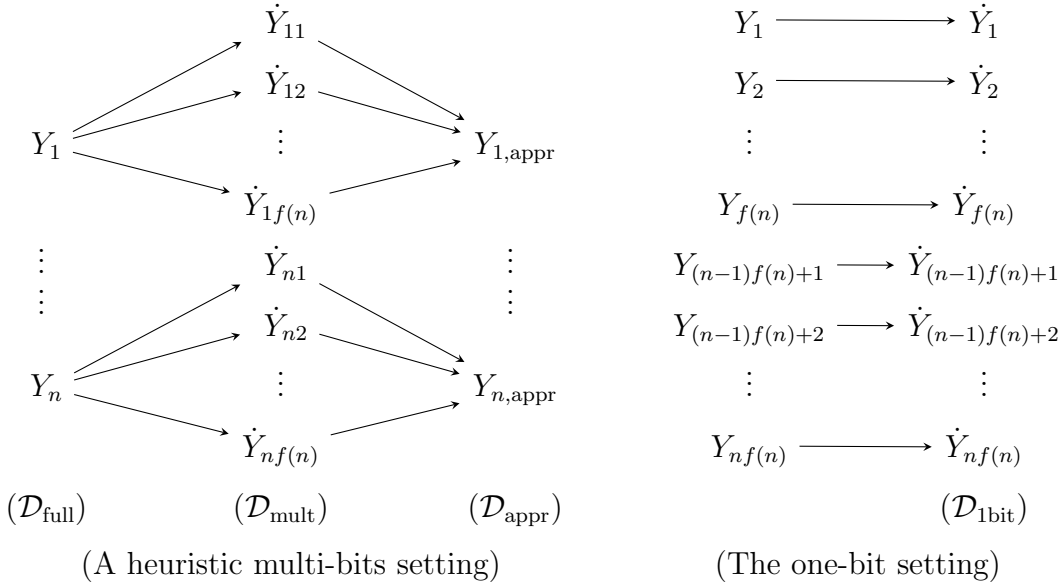 Ẏ₁₁
Ẏ₁₂
Y₁
⋮
Y₁,appr
Ẏ₁f(n)
⋮ ⋮
Ẏn1
⋮ ⋮
Ẏn2
Yn
⋮
Yn,appr
Ẏnf(n)
(𝒟full) (𝒟mult) (𝒟appr)
(A heuristic multi-bits setting)
Y₁ Ẏ₁
Y₂ Ẏ₂
⋮ ⋮
Yf(n) Ẏf(n)
Y(n−1)f(n)+1 Ẏ(n−1)f(n)+1
Y(n−1)f(n)+2 Ẏ(n−1)f(n)+2
⋮ ⋮
Ynf(n) Ẏnf(n)
(𝒟1bit)
(The one-bit setting)